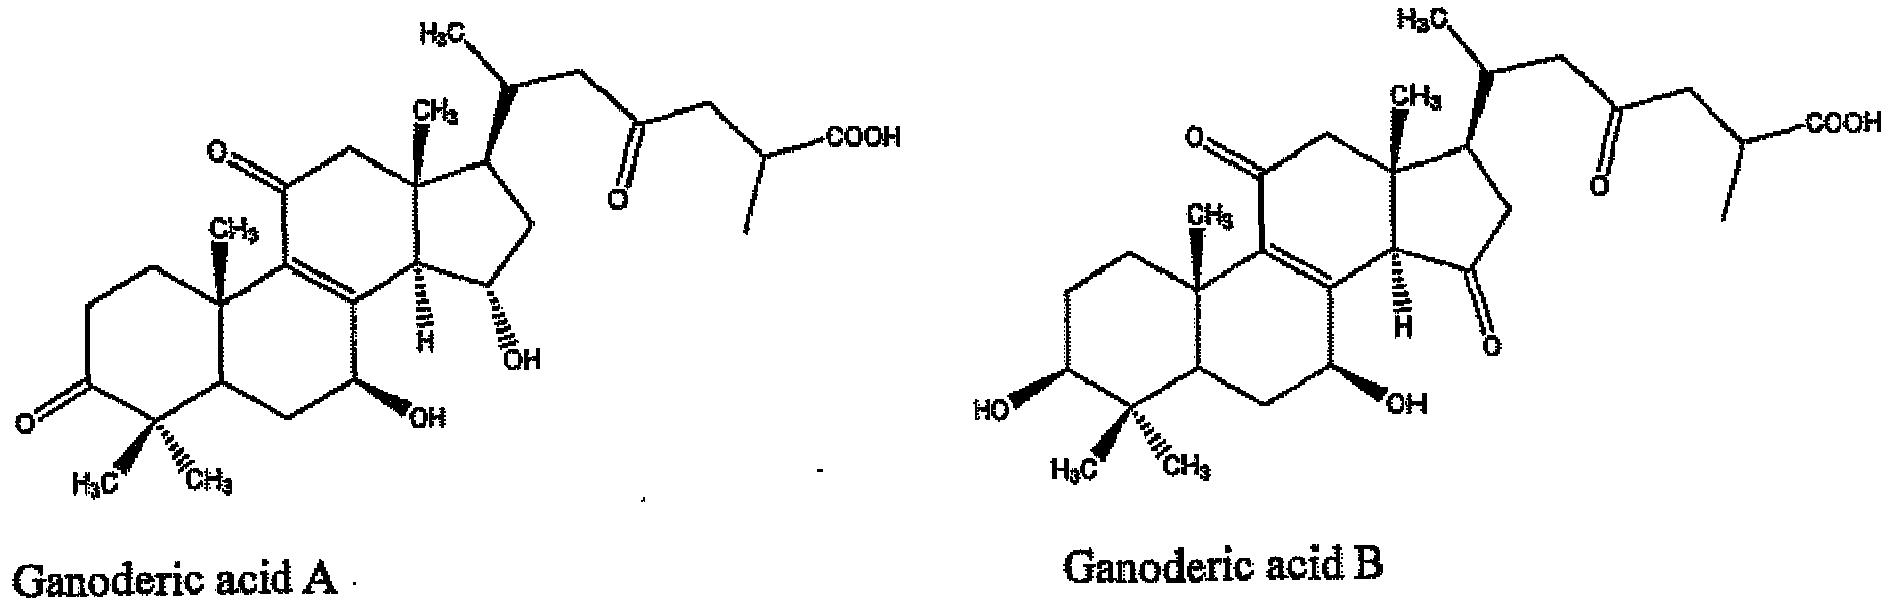 H₃C
CH₃
O
COOH
O
CH₃
H
OH
O
OH
H₃C
CH₃
Ganoderic acid A
H₃C
CH₃
O
COOH
O
CH₃
H
O
HO
OH
H₃C
CH₃
Ganoderic acid B